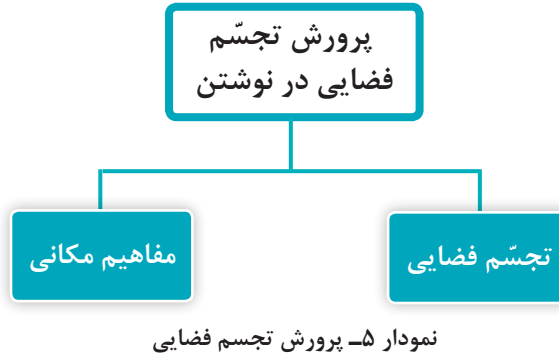 پرورش تجسّم
فضایی در نوشتن
تجسّم فضایی
مفاهیم مکانی
نمودار ۵ـ پرورش تجسم فضایی